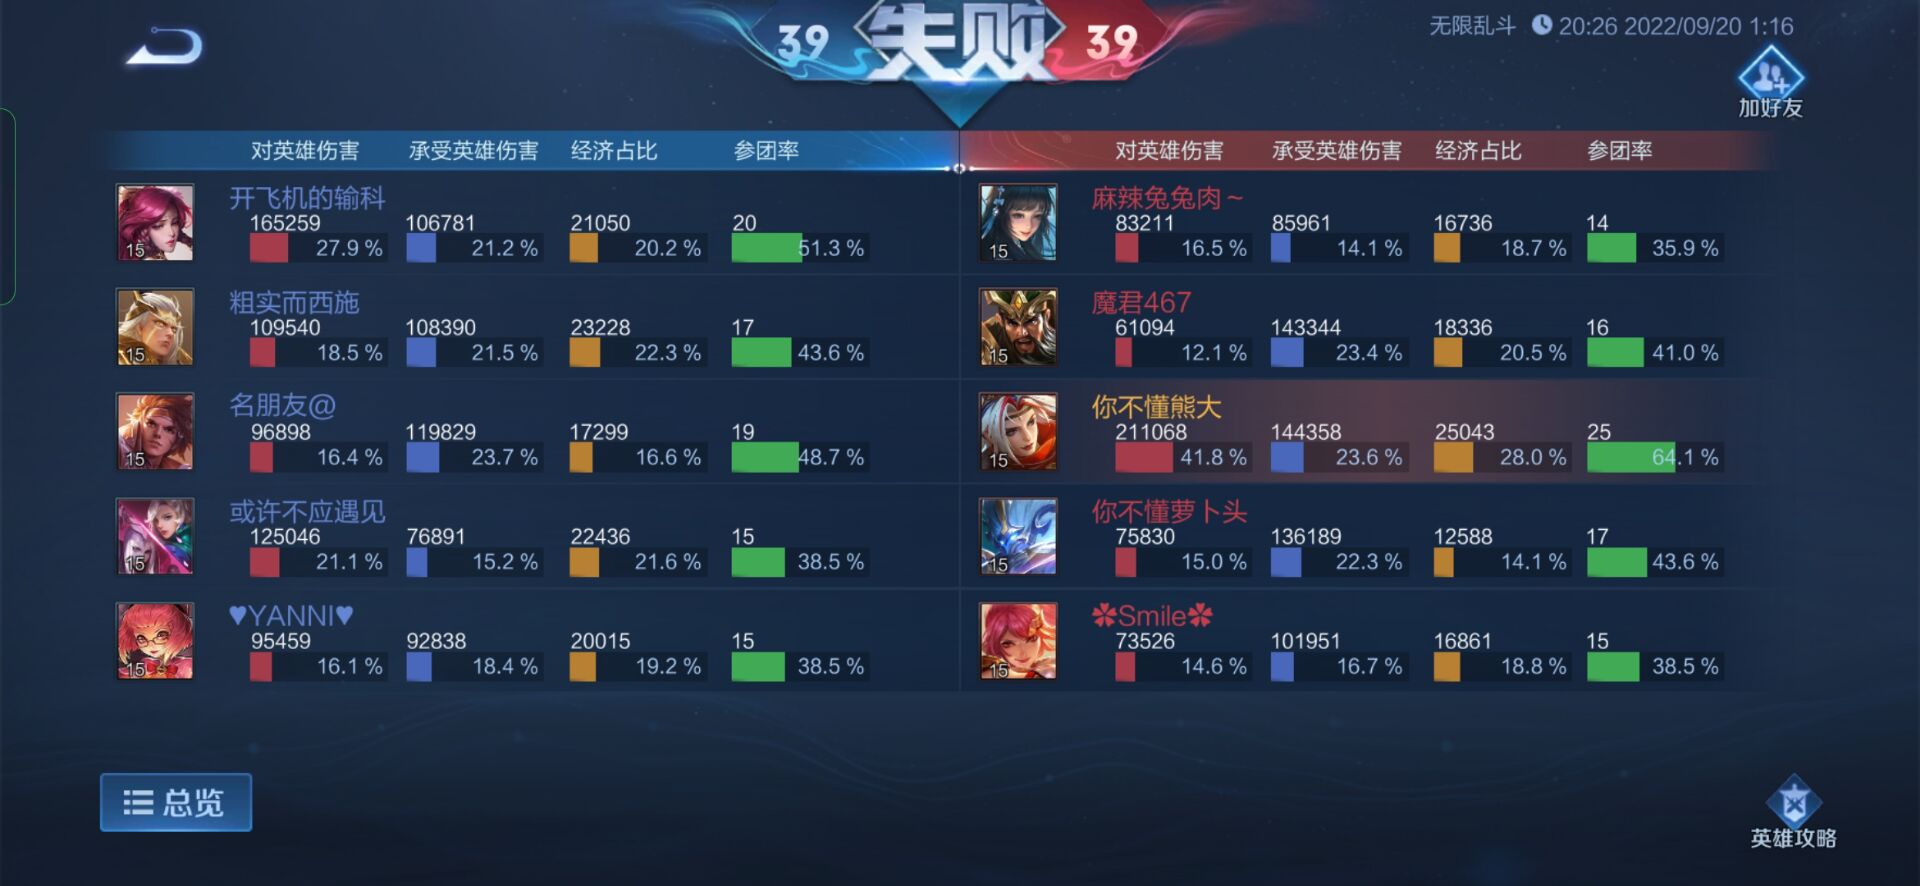 39 失败 39
无限乱斗 20:26 2022/09/20 1:16
加好友
对英雄伤害 承受英雄伤害 经济占比 参团率 对英雄伤害 承受英雄伤害 经济占比 参团率
开飞机的输科
165259 106781 21050 20
15 27.9 % 21.2 % 20.2 % 51.3 %
麻辣兔兔肉~
83211 85961 16736 14
15 16.5 % 14.1 % 18.7 % 35.9 %
粗实而西施
109540 108390 23228 17
15 18.5 % 21.5 % 22.3 % 43.6 %
魔君467
61094 143344 18336 16
15 12.1 % 23.4 % 20.5 % 41.0 %
名朋友@
96898 119829 17299 19
15 16.4 % 23.7 % 16.6 % 48.7 %
你不懂熊大
211068 144358 25043 25
15 41.8 % 23.6 % 28.0 % 64.1 %
或许不应遇见
125046 76891 22436 15
15 21.1 % 15.2 % 21.6 % 38.5 %
你不懂萝卜头
75830 136189 12588 17
15 15.0 % 22.3 % 14.1 % 43.6 %
♥YANNI♥
95459 92838 20015 15
15 16.1 % 18.4 % 19.2 % 38.5 %
✽Smile✽
73526 101951 16861 15
15 14.6 % 16.7 % 18.8 % 38.5 %
总览
英雄攻略